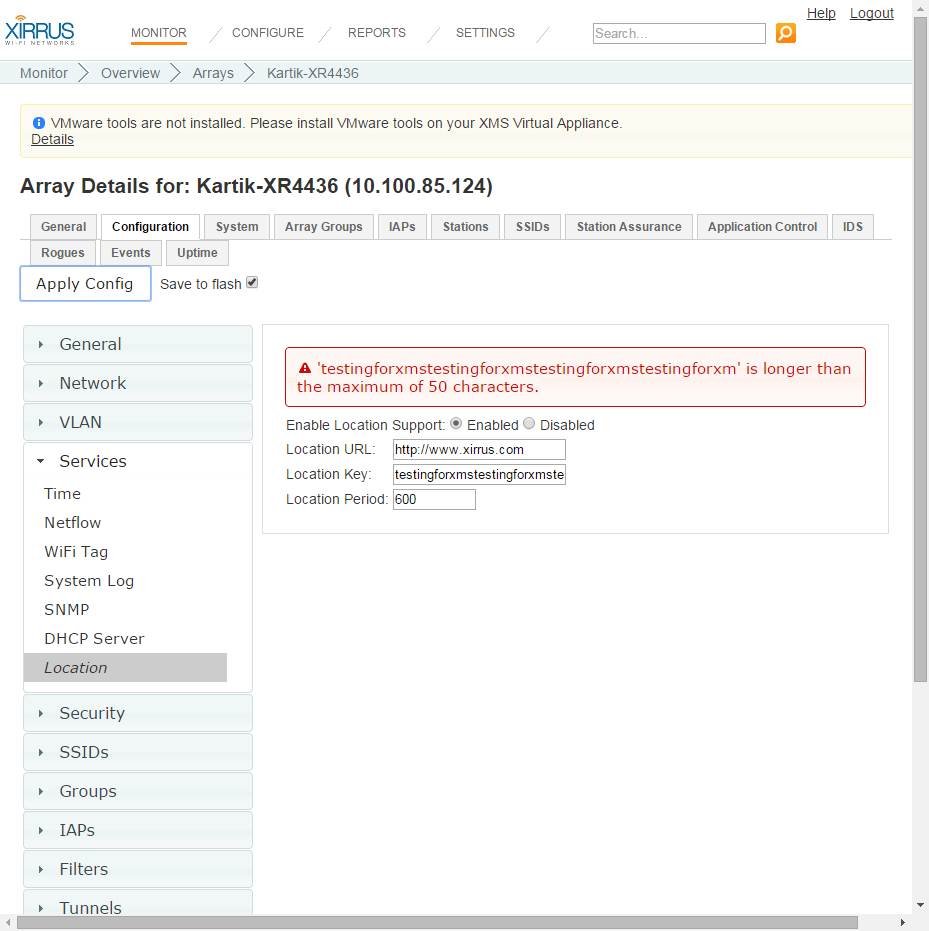 Help Logout
XIRRUS
WI-FI NETWORKS
MONITOR CONFIGURE REPORTS SETTINGS Search...
Monitor Overview Arrays Kartik-XR4436
VMware tools are not installed. Please install VMware tools on your XMS Virtual Appliance.
Details
Array Details for: Kartik-XR4436 (10.100.85.124)
General Configuration System Array Groups IAPs Stations SSIDs Station Assurance Application Control IDS
Rogues Events Uptime
Apply Config Save to flash
General
Network
VLAN
Services
Time
Netflow
WiFi Tag
System Log
SNMP
DHCP Server
Location
Security
SSIDs
Groups
IAPs
Filters
Tunnels
'testingforxmstestingforxmstestingforxmstestingforxm' is longer than
the maximum of 50 characters.
Enable Location Support: Enabled Disabled
Location URL: http://www.xirrus.com
Location Key: testingforxmstestingforxmste
Location Period: 600